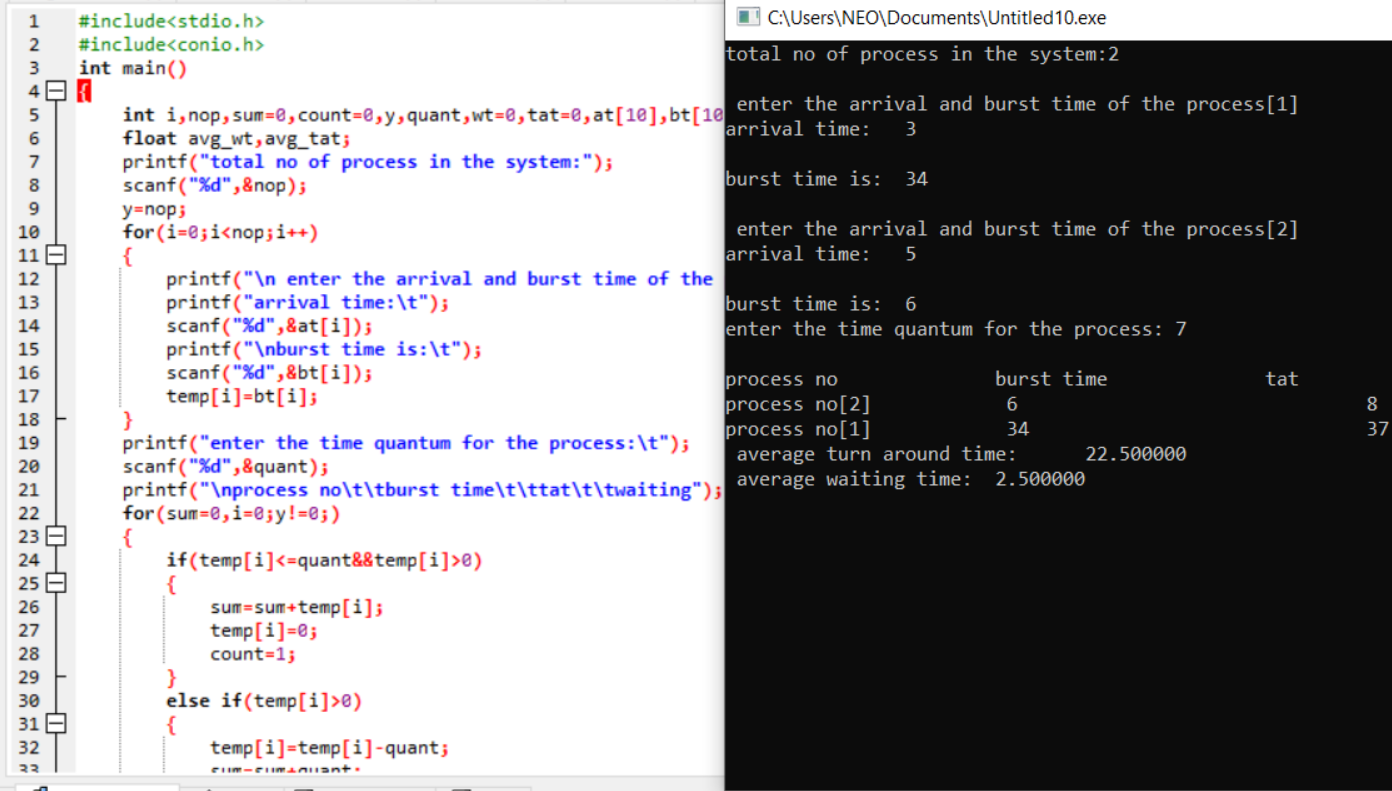 1 #include<stdio.h>
2 #include<conio.h>
3 int main()
4 {
5 int i,nop,sum=0,count=0,y,quant,wt=0,tat=0,at[10],bt[10
6 float avg_wt,avg_tat;
7 printf("total no of process in the system:");
8 scanf("%d",&nop);
9 y=nop;
10 for(i=0;i<nop;i++)
11 {
12 printf("\n enter the arrival and burst time of the
13 printf("arrival time:\t");
14 scanf("%d",&at[i]);
15 printf("\nburst time is:\t");
16 scanf("%d",&bt[i]);
17 temp[i]=bt[i];
18 }
19 printf("enter the time quantum for the process:\t");
20 scanf("%d",&quant);
21 printf("\nprocess no\t\tburst time\t\ttat\t\twaiting");
22 for(sum=0,i=0;y!=0;)
23 {
24 if(temp[i]<=quant&&temp[i]>0)
25 {
26 sum=sum+temp[i];
27 temp[i]=0;
28 count=1;
29 }
30 else if(temp[i]>0)
31 {
32 temp[i]=temp[i]-quant;
33 sum=sum+quant;
C:\Users\NEO\Documents\Untitled10.exe
total no of process in the system:2
enter the arrival and burst time of the process[1]
arrival time: 3
burst time is: 34
enter the arrival and burst time of the process[2]
arrival time: 5
burst time is: 6
enter the time quantum for the process: 7
process no burst time tat
process no[2] 6 8
process no[1] 34 37
average turn around time: 22.500000
average waiting time: 2.500000